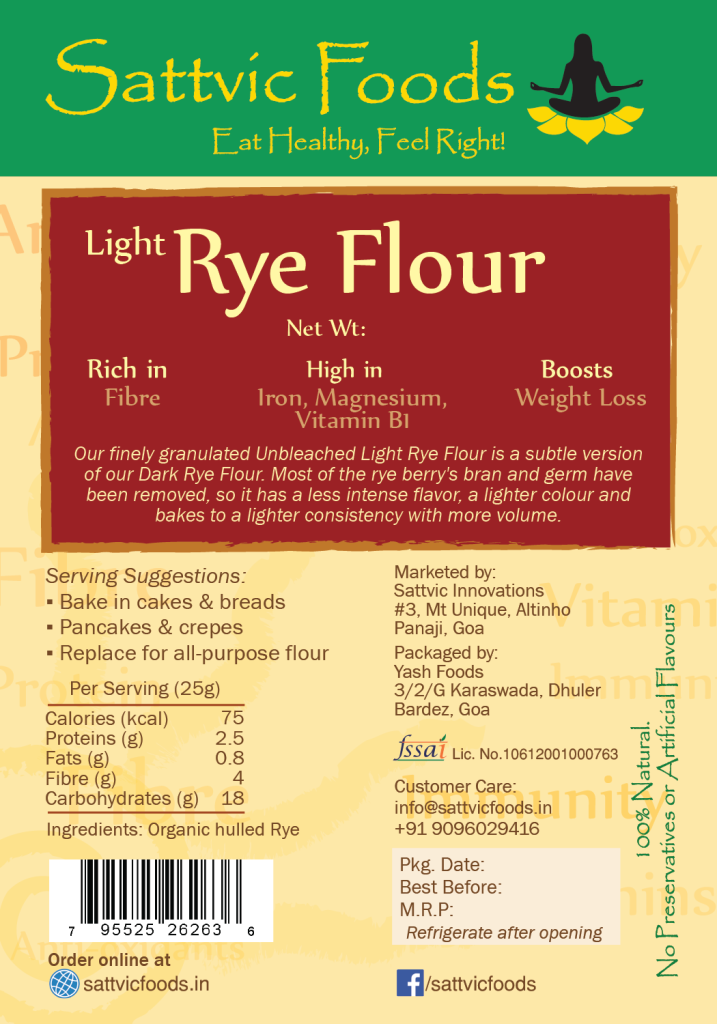 Sattvic Foods
Eat Healthy, Feel Right!
Light Rye Flour
Net Wt:
Rich in
Fibre
High in
Iron, Magnesium,
Vitamin B1
Boosts
Weight Loss
Our finely granulated Unbleached Light Rye Flour is a subtle version
of our Dark Rye Flour. Most of the rye berry's bran and germ have
been removed, so it has a less intense flavor, a lighter colour and
bakes to a lighter consistency with more volume.
Serving Suggestions:
▪ Bake in cakes & breads
▪ Pancakes & crepes
▪ Replace for all-purpose flour
Per Serving (25g)
Calories (kcal) 75
Proteins (g) 2.5
Fats (g) 0.8
Fibre (g) 4
Carbohydrates (g) 18
Ingredients: Organic hulled Rye
7 95525 26263 6
Order online at
sattvicfoods.in
Marketed by:
Sattvic Innovations
#3, Mt Unique, Altinho
Panaji, Goa
Packaged by:
Yash Foods
3/2/G Karaswada, Dhuler
Bardez, Goa
fssai Lic. No.10612001000763
Customer Care:
info@sattvicfoods.in
+91 9096029416
Pkg. Date:
Best Before:
M.R.P:
Refrigerate after opening
f/sattvicfoods
100% Natural.
No Preservatives or Artificial Flavours
Fibre
Protein
Fibre
Immunity
Anti-oxidants